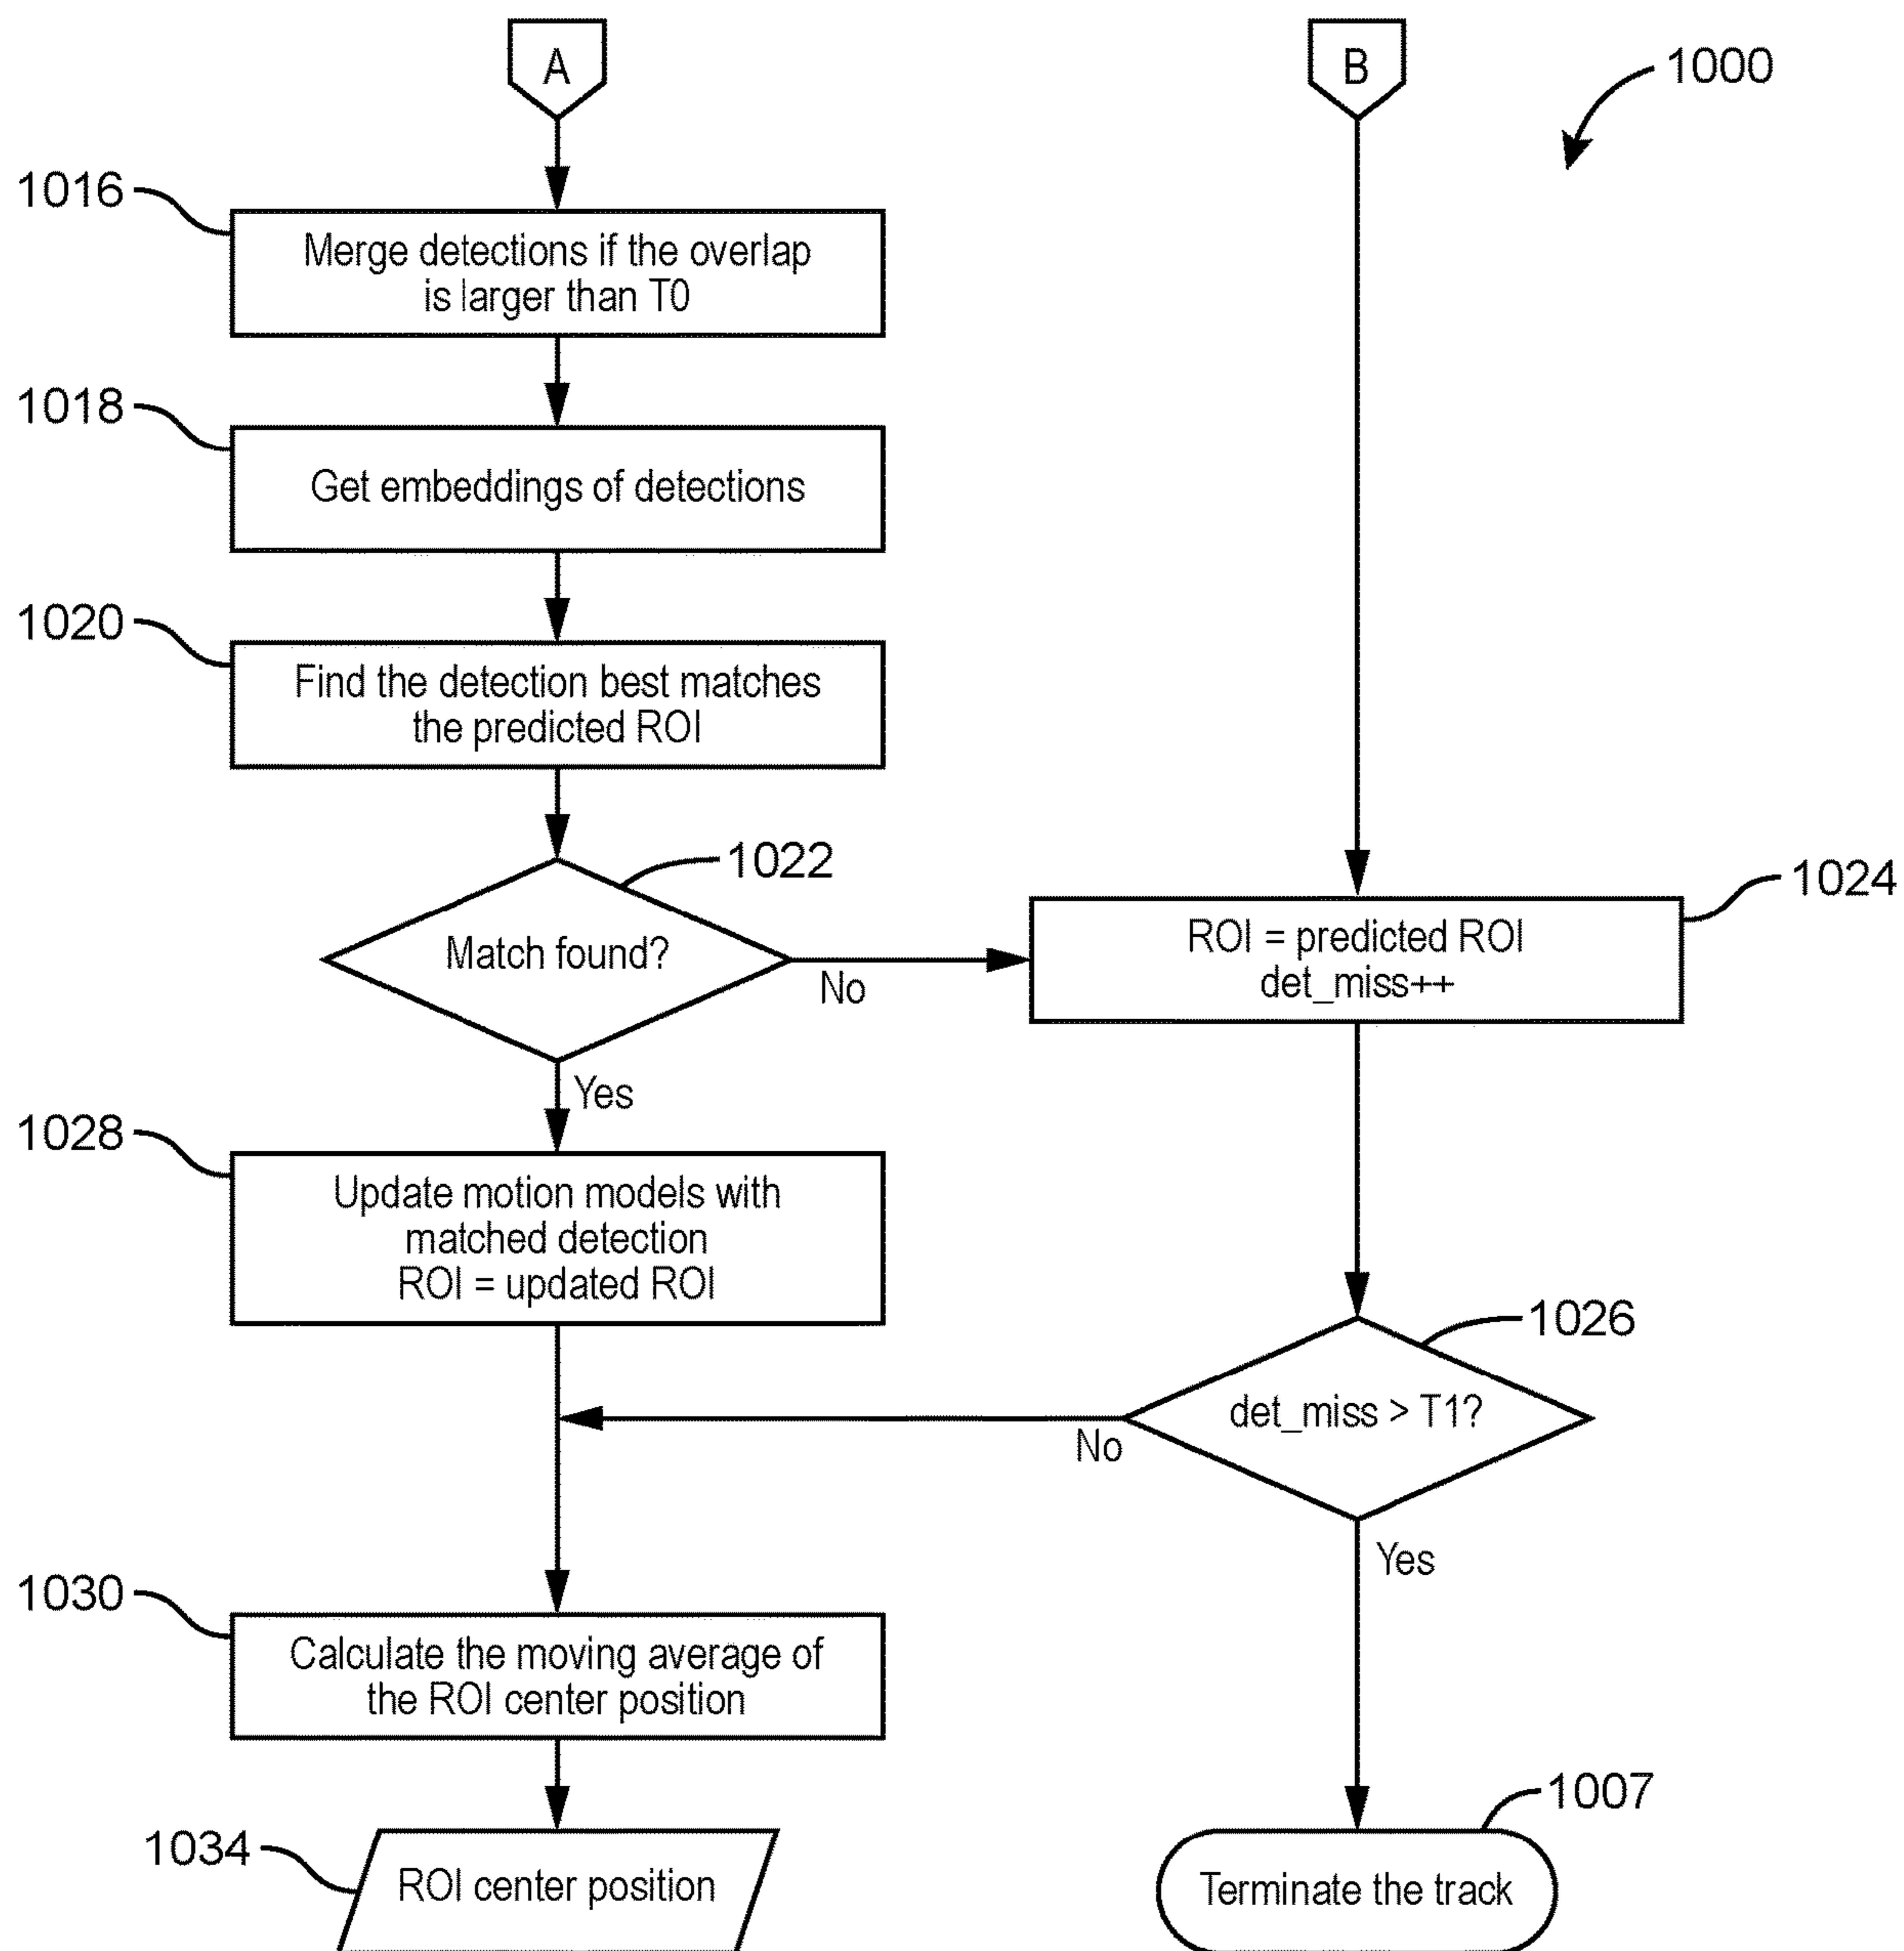 A
B
1000
1016
Merge detections if the overlap
is larger than T0
1018
Get embeddings of detections
1020
Find the detection best matches
the predicted ROI
1022
Match found?
No
1024
ROI = predicted ROI
det_miss++
Yes
1028
Update motion models with
matched detection
ROI = updated ROI
1026
det_miss > T1?
No
Yes
1030
Calculate the moving average of
the ROI center position
1034
ROI center position
1007
Terminate the track